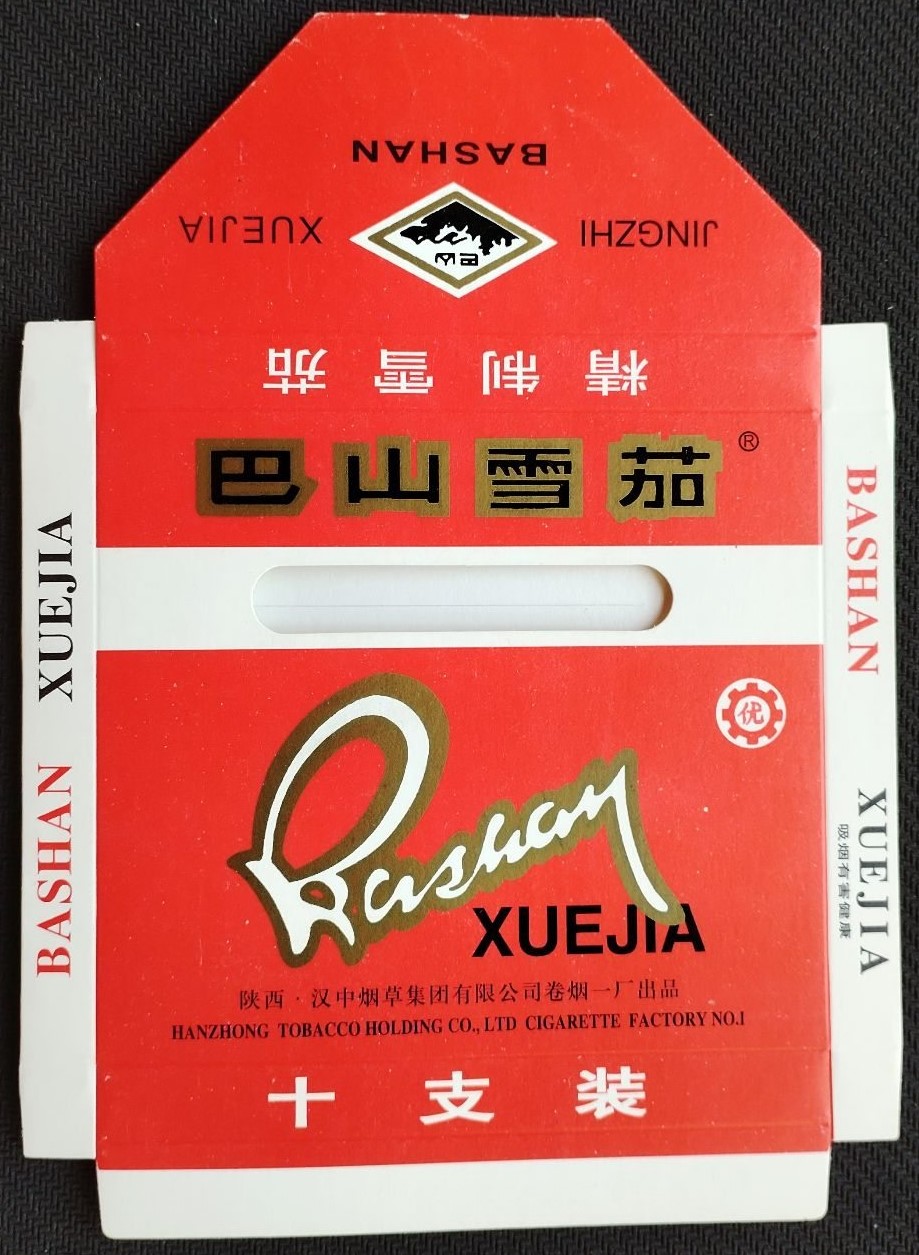 BASHAN
JINGZHI XUEJIA
巴山
精制雪茄
巴山雪茄®
优
Bashan
XUEJIA
陕西·汉中烟草集团有限公司卷烟一厂出品
HANZHONG TOBACCO HOLDING CO., LTD CIGARETTE FACTORY NO.1
十支装
BASHAN XUEJIA
BASHAN XUEJIA
吸烟有害健康